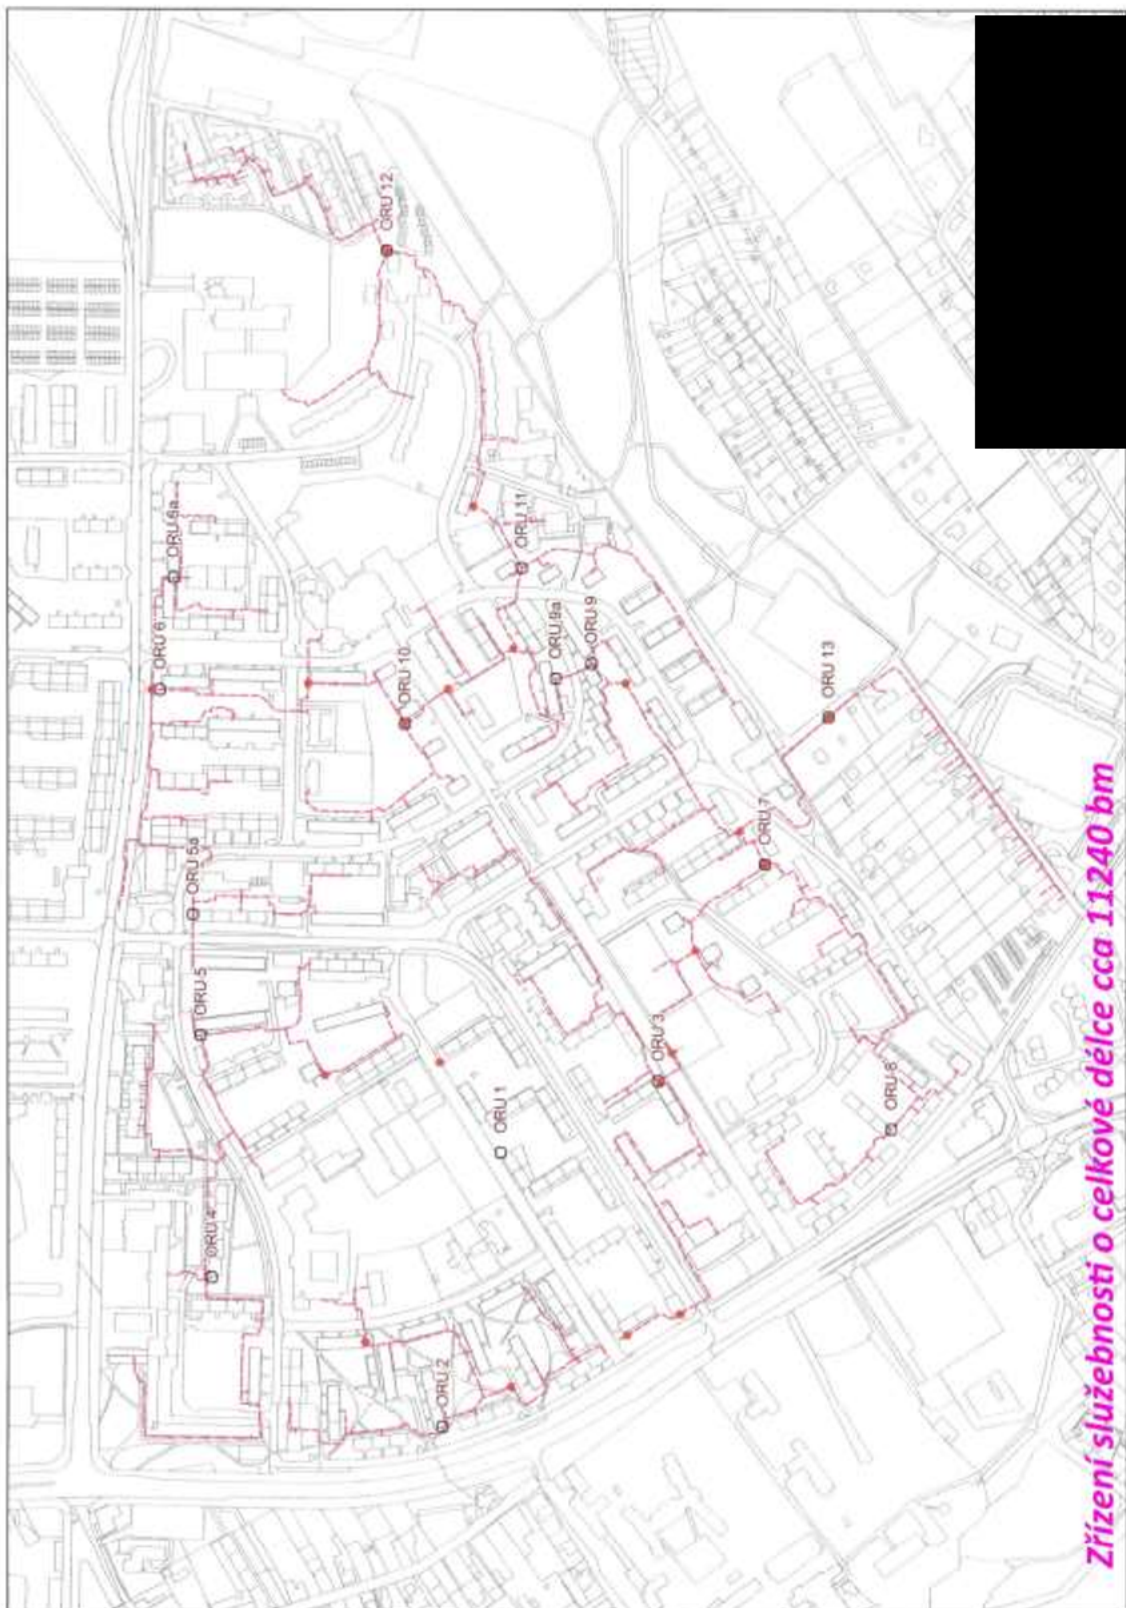 ORU 12
ORU 6a
ORU 6
ORU 11
ORU 10
ORU 9a
ORU 9
ORU 13
ORU 5a
ORU 7
ORU 5
ORU 3
ORU 1
ORU 8
ORU 4
ORU 2
Zřízení služebnosti o celkové délce cca 11240 bm